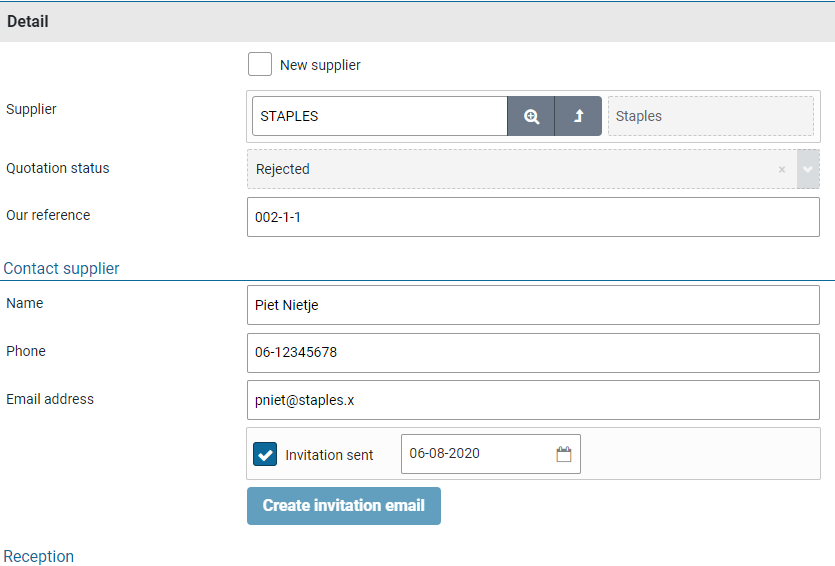 Detail
New supplier
Supplier STAPLES Staples
Quotation status Rejected ×
Our reference 002-1-1
Contact supplier
Name Piet Nietje
Phone 06-12345678
Email address pniet@staples.x
Invitation sent 06-08-2020
Create invitation email
Reception